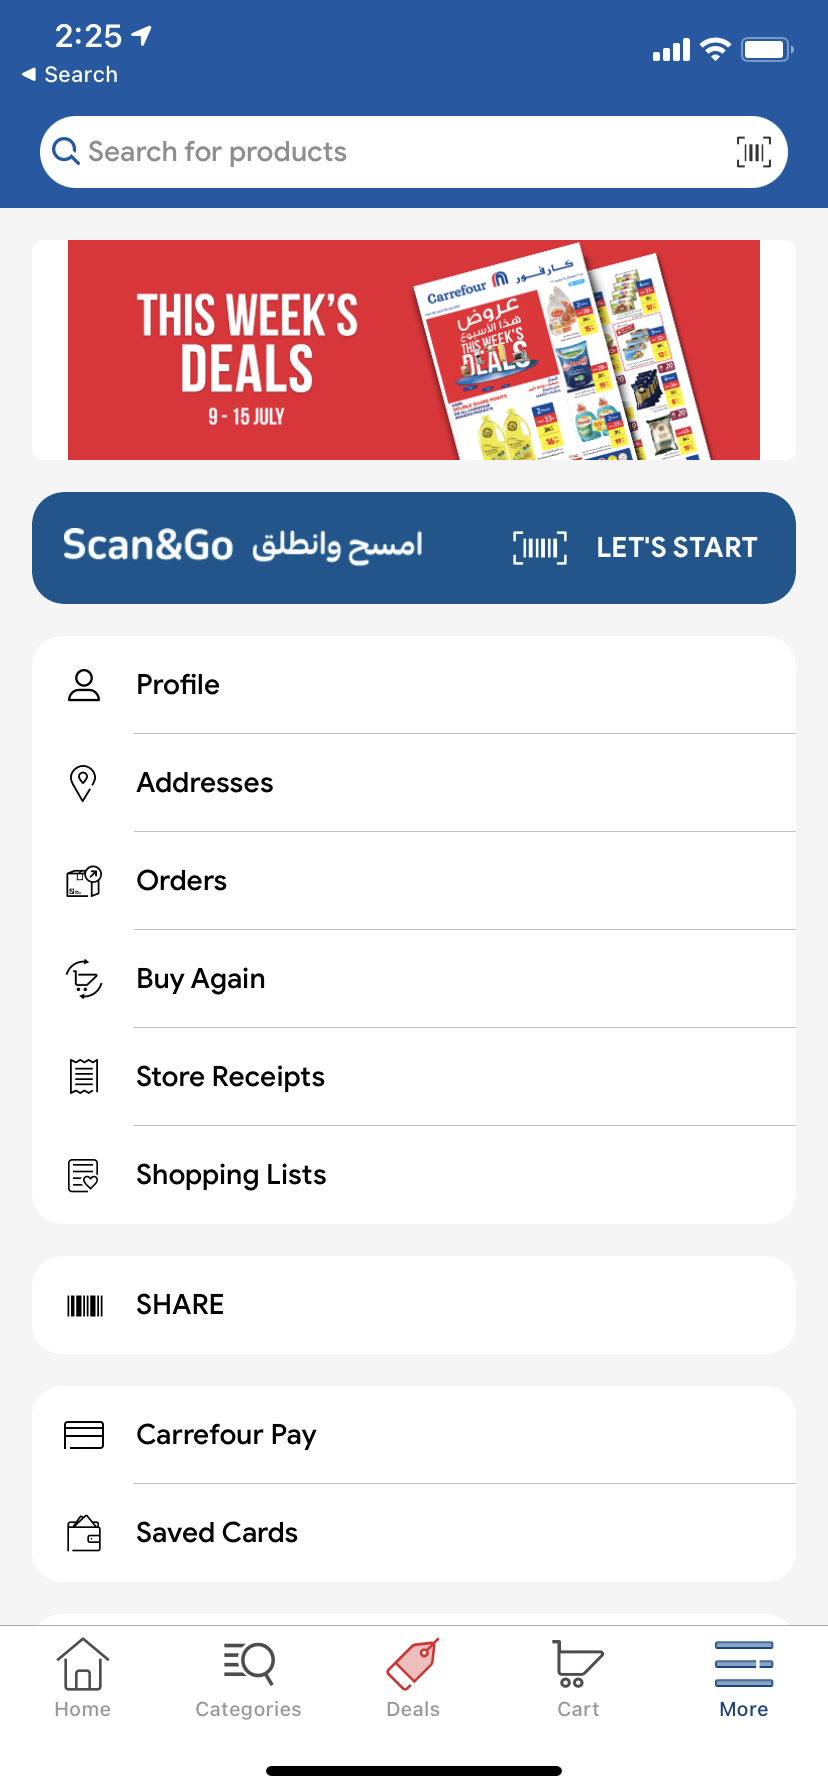 2:25
Search
Search for products
THIS WEEK'S
DEALS
9 - 15 JULY
Carrefour كارفور
عروض
هذا الأسبوع
THIS WEEK'S
DEALS
Scan&Go امسح وانطلق LET'S START
Profile
Addresses
Orders
Buy Again
Store Receipts
Shopping Lists
SHARE
Carrefour Pay
Saved Cards
Home Categories Deals Cart More